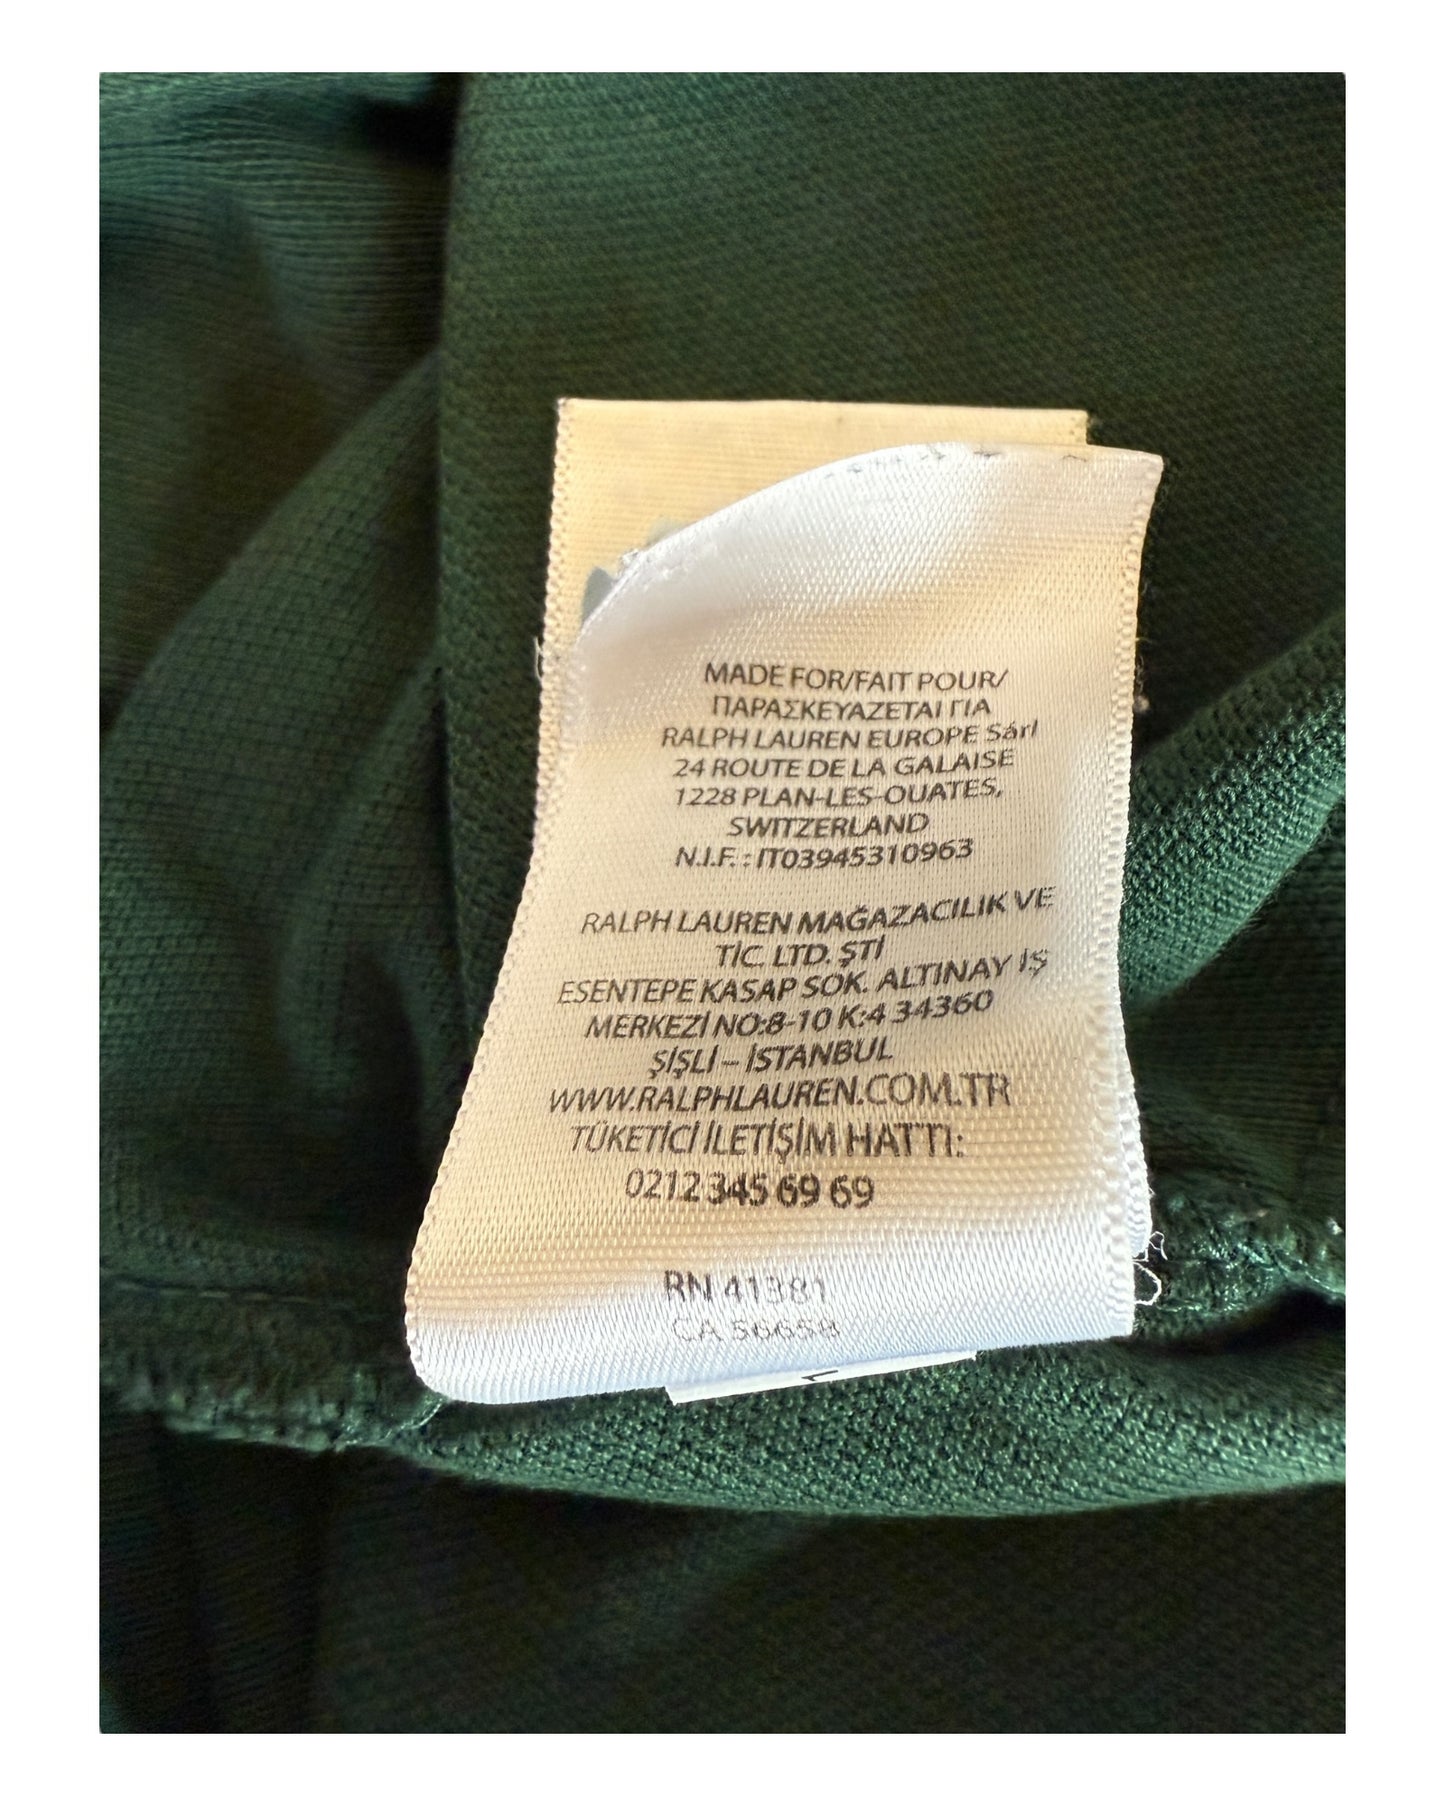 MADE FOR/FAIT POUR/
ΠΑΡΑΣΚΕΥΑΖΕΤΑΙ ΓΙΑ
RALPH LAUREN EUROPE Sárl
24 ROUTE DE LA GALAISE
1228 PLAN-LES-OUATES,
SWITZERLAND
N.I.F. : IT03945310963
RALPH LAUREN MAĞAZACILIK VE
TİC. LTD. ŞTİ
ESENTEPE KASAP SOK. ALTINAY İŞ
MERKEZİ NO:8-10 K:4 34360
ŞİŞLİ – İSTANBUL
WWW.RALPHLAUREN.COM.TR
TÜKETİCİ İLETİŞİM HATTI:
0212 345 69 69
RN 41381
CA 56658
1